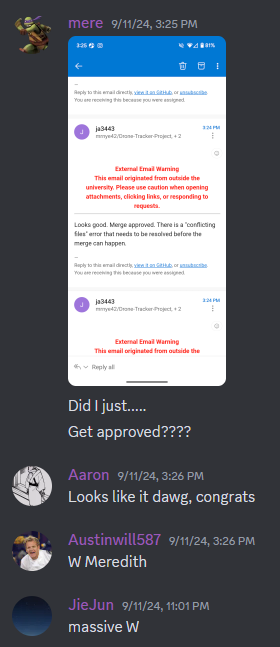 mere 9/11/24, 3:25 PM
3:25
81%
--
Reply to this email directly, view it on GitHub, or unsubscribe.
You are receiving this because you were assigned.
J
ja3443
3:24 PM
mrnye42/Drone-Tracker-Project, + 2
External Email Warning
This email originated from outside the
university. Please use caution when opening
attachments, clicking links, or responding to
requests.
Looks good. Merge approved. There is a "conflicting
files" error that needs to be resolved before the
merge can happen.
--
Reply to this email directly, view it on GitHub, or unsubscribe.
You are receiving this because you were assigned.
J
ja3443
3:24 PM
mrnye42/Drone-Tracker-Project, + 2
External Email Warning
This email originated from outside the
Reply all
Did I just.....
Get approved????
Aaron 9/11/24, 3:26 PM
Looks like it dawg, congrats
Austinwill587 9/11/24, 3:26 PM
W Meredith
JieJun 9/11/24, 11:01 PM
massive W